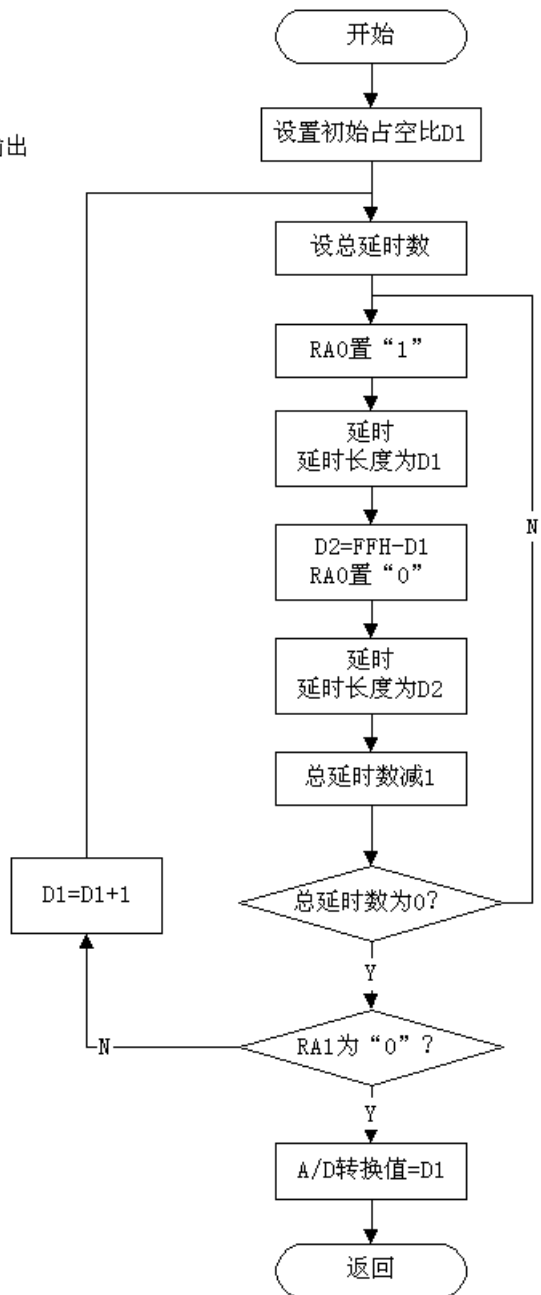 开始
设置初始占空比D1
出
设总延时数
RA0置“1”
延时
延时长度为D1
N
D2=FFH-D1
RA0置“0”
延时
延时长度为D2
总延时数减1
D1=D1+1
总延时数为0?
Y
N
RA1为“0”?
Y
A/D转换值=D1
返回